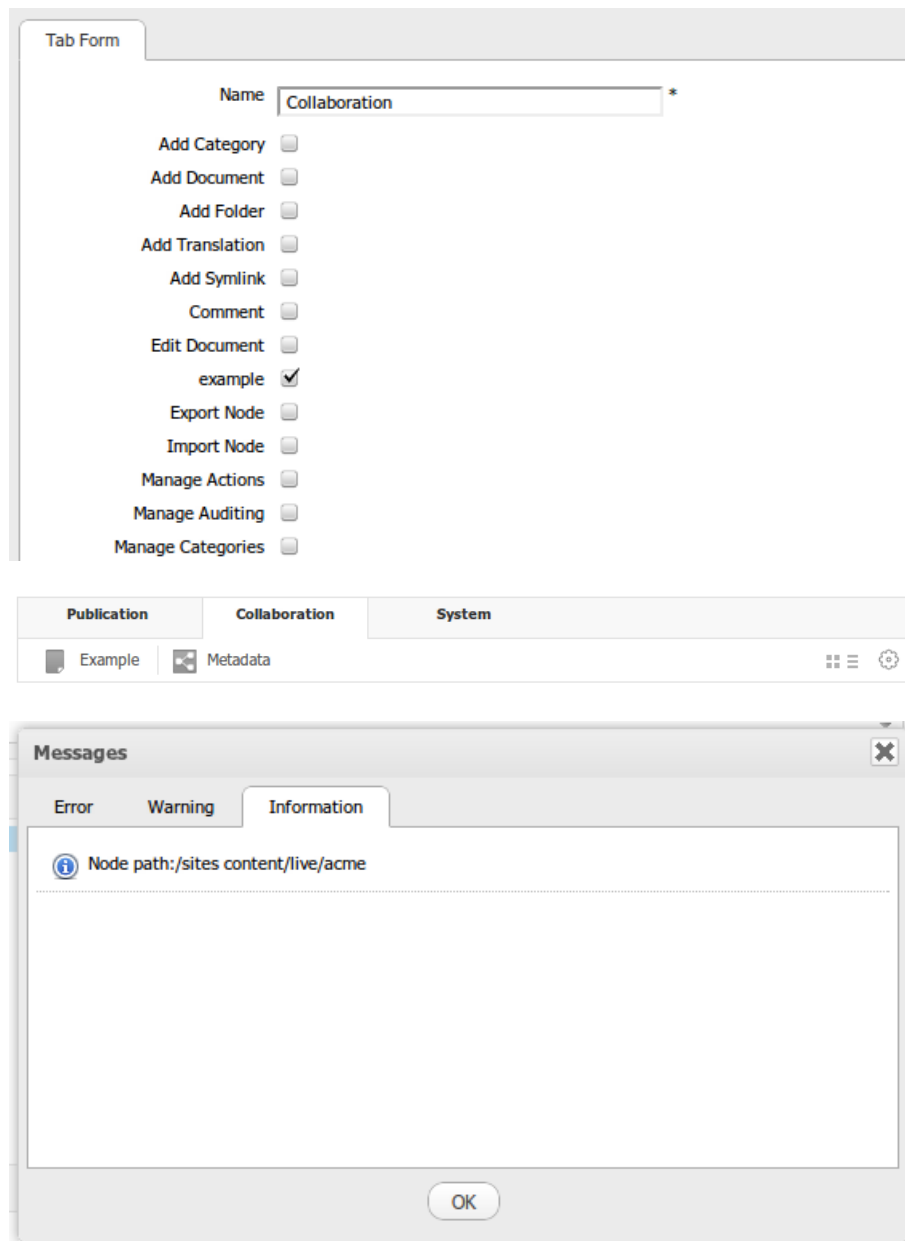 Tab Form
Name Collaboration *
Add Category
Add Document
Add Folder
Add Translation
Add Symlink
Comment
Edit Document
example
Export Node
Import Node
Manage Actions
Manage Auditing
Manage Categories
Publication Collaboration System
Example Metadata
Messages
Error Warning Information
Node path:/sites content/live/acme
OK